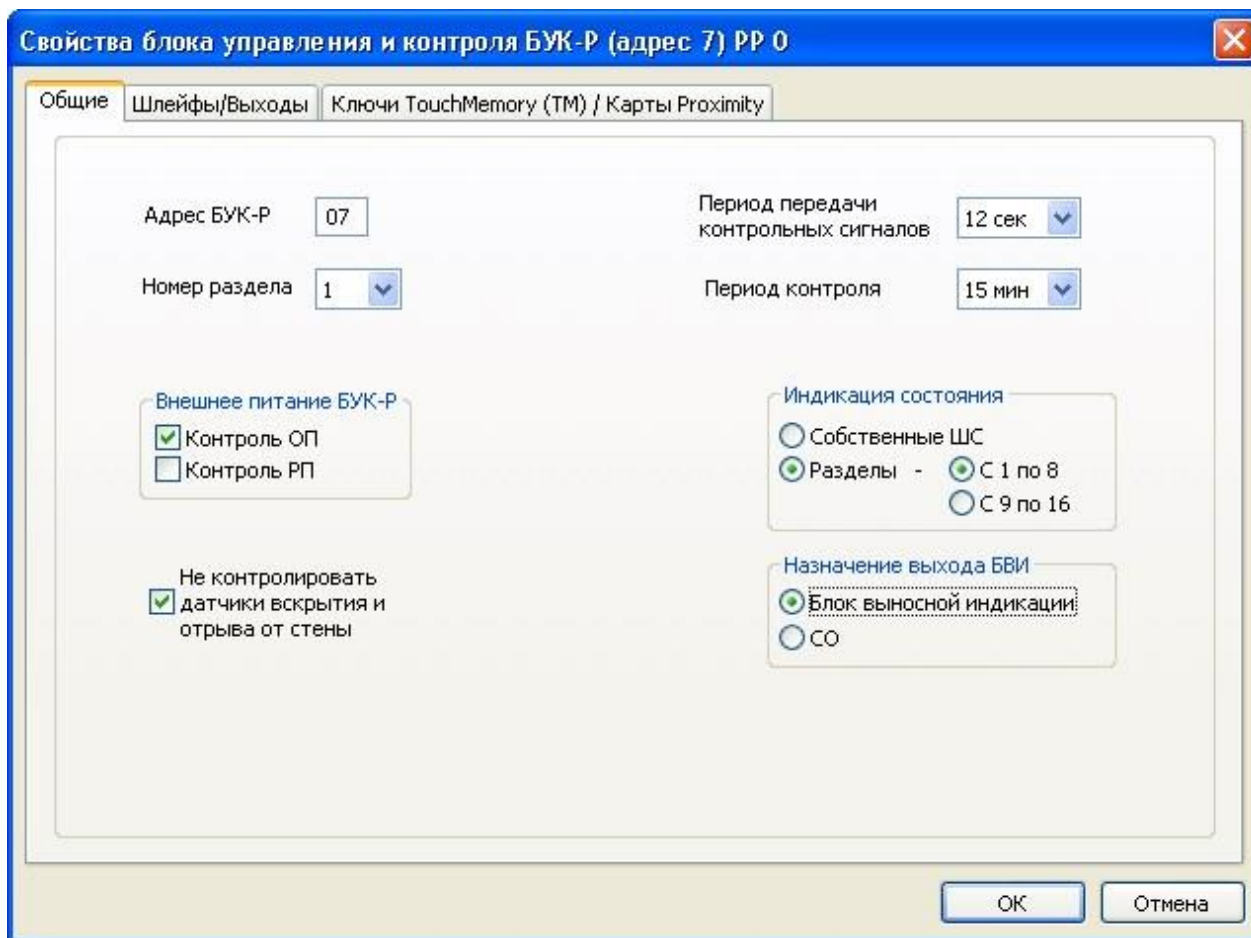 Свойства блока управления и контроля БУК-Р (адрес 7) РР 0
Общие
Шлейфы/Выходы
Ключи TouchMemory (TM) / Карты Proximity
Адрес БУК-Р
07
Период передачи
контрольных сигналов
12 сек
Номер раздела
1
Период контроля
15 мин
Внешнее питание БУК-Р
Контроль ОП
Контроль РП
Индикация состояния
Собственные ШС
Разделы -
С 1 по 8
С 9 по 16
Не контролировать
датчики вскрытия и
отрыва от стены
Назначение выхода БВИ
Блок выносной индикации
СО
ОК
Отмена